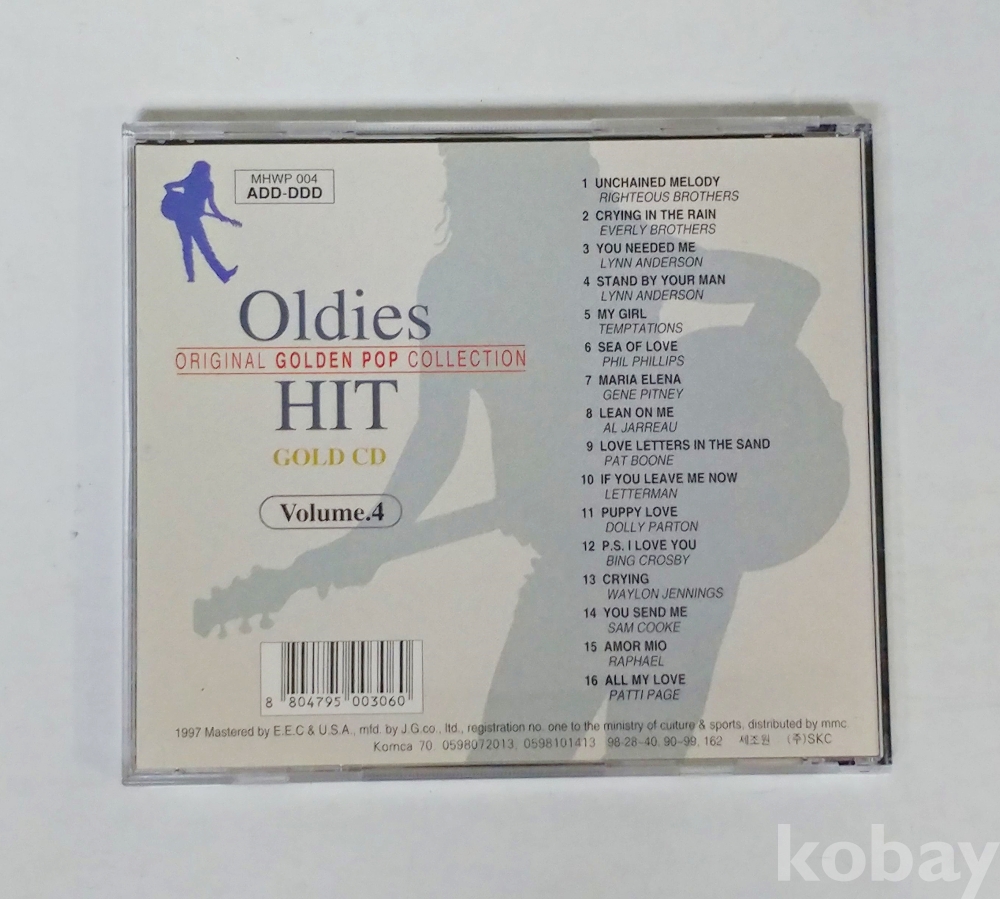 MHWP 004
ADD-DDD
Oldies
ORIGINAL GOLDEN POP COLLECTION
HIT
GOLD CD
Volume.4
1 UNCHAINED MELODY
RIGHTEOUS BROTHERS
2 CRYING IN THE RAIN
EVERLY BROTHERS
3 YOU NEEDED ME
LYNN ANDERSON
4 STAND BY YOUR MAN
LYNN ANDERSON
5 MY GIRL
TEMPTATIONS
6 SEA OF LOVE
PHIL PHILLIPS
7 MARIA ELENA
GENE PITNEY
8 LEAN ON ME
AL JARREAU
9 LOVE LETTERS IN THE SAND
PAT BOONE
10 IF YOU LEAVE ME NOW
LETTERMAN
11 PUPPY LOVE
DOLLY PARTON
12 P.S. I LOVE YOU
BING CROSBY
13 CRYING
WAYLON JENNINGS
14 YOU SEND ME
SAM COOKE
15 AMOR MIO
RAPHAEL
16 ALL MY LOVE
PATTI PAGE
8 804795 003060
1997 Mastered by E.E.C & U.S.A., mfd. by J.G.co., ltd., registration no. one to the ministry of culture & sports, distributed by mmc.
Komca 70, 0598072013, 0598101413 98-28-40, 90-99, 162 세조원 (주)SKC
kobay